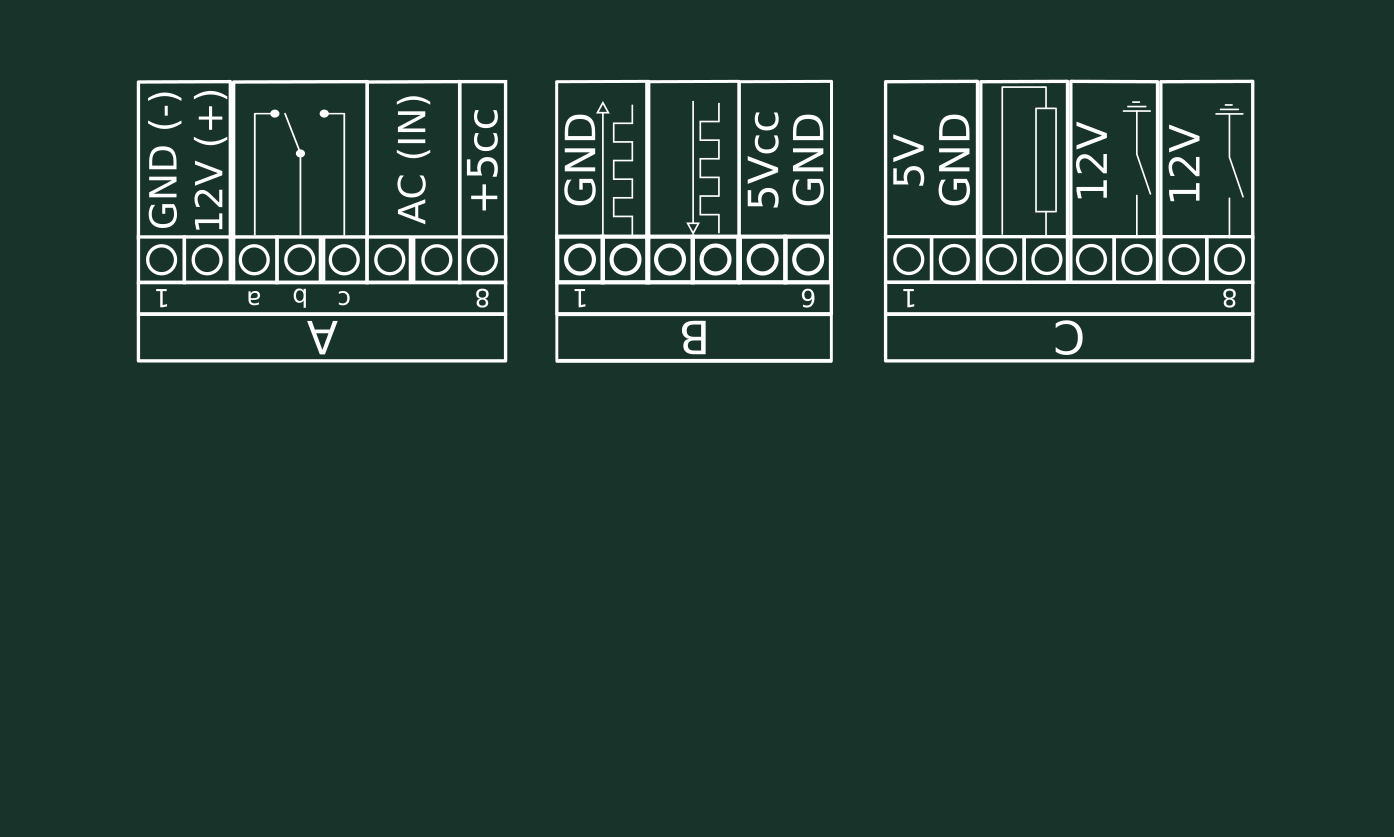 GND (-)
12V (+)
AC (IN)
+5cc
1 a b c 8
A
GND
5Vcc
GND
1 6
B
5V
GND
12V
12V
1 8
C